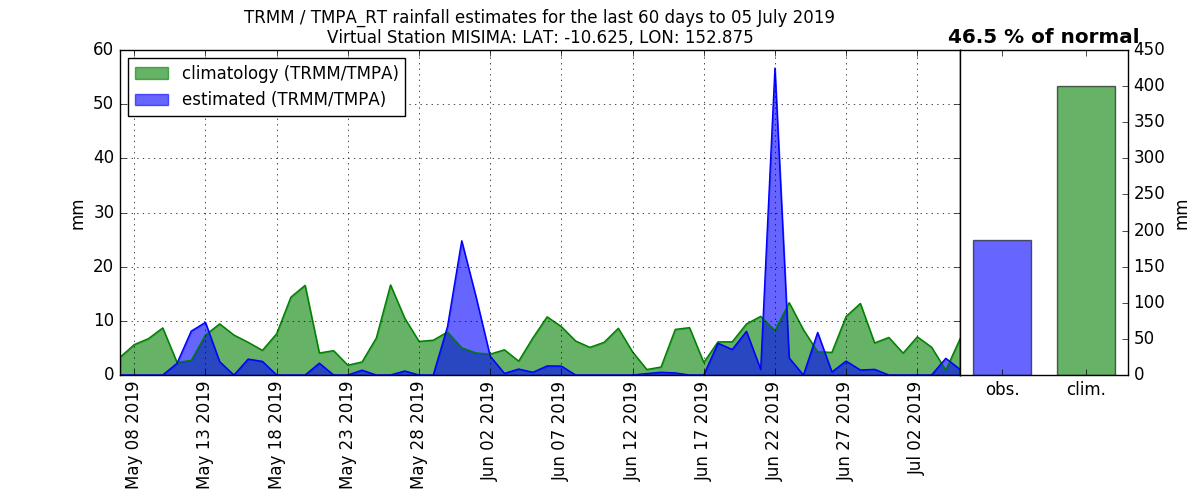 TRMM / TMPA_RT rainfall estimates for the last 60 days to 05 July 2019
Virtual Station MISIMA: LAT: -10.625, LON: 152.875
46.5 % of normal
climatology (TRMM/TMPA)
estimated (TRMM/TMPA)
60
50
40
30
20
10
0
mm
May 08 2019
May 13 2019
May 18 2019
May 23 2019
May 28 2019
Jun 02 2019
Jun 07 2019
Jun 12 2019
Jun 17 2019
Jun 22 2019
Jun 27 2019
Jul 02 2019
450
400
350
300
250
200
150
100
50
0
mm
obs.
clim.